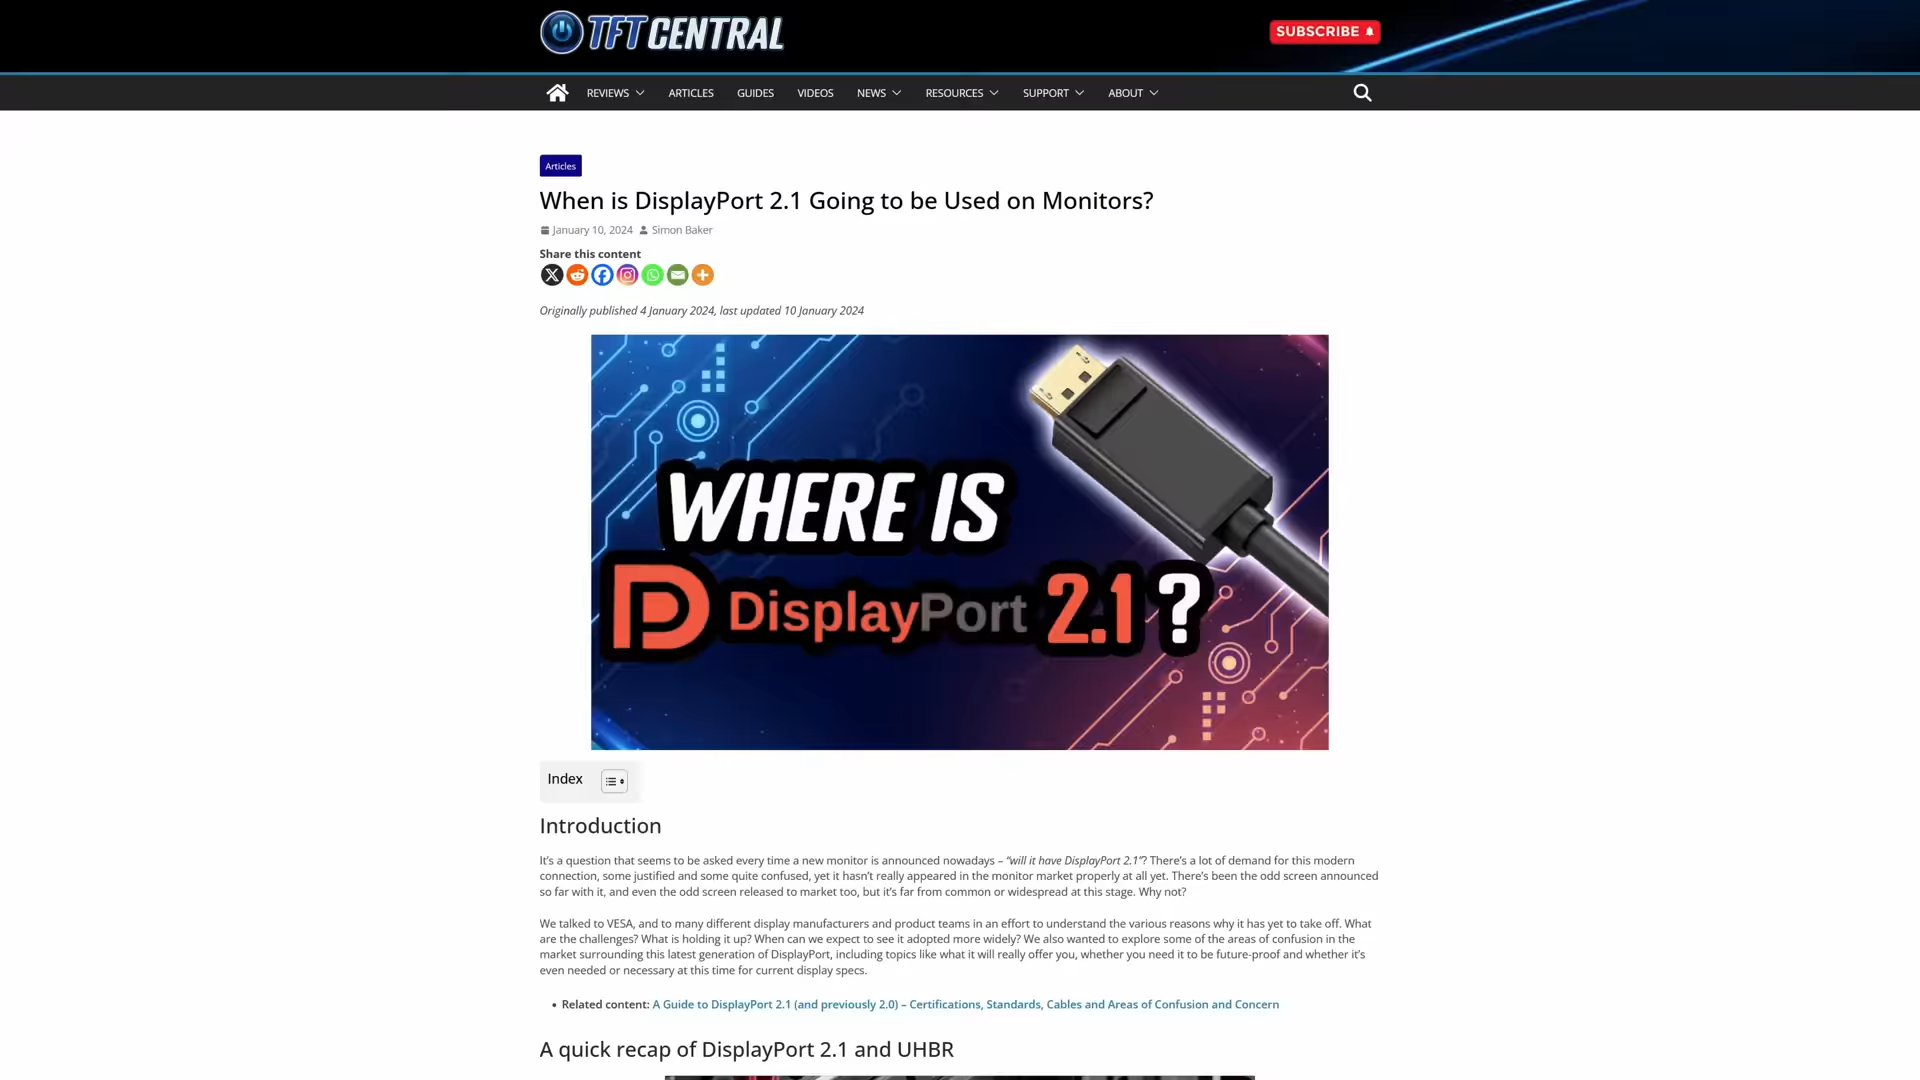 TFTCENTRAL
SUBSCRIBE
REVIEWS ARTICLES GUIDES VIDEOS NEWS RESOURCES SUPPORT ABOUT
Articles
When is DisplayPort 2.1 Going to be Used on Monitors?
January 10, 2024 Simon Baker
Share this content
Originally published 4 January 2024, last updated 10 January 2024
WHERE IS
DisplayPort 2.1?
Index
Introduction
It's a question that seems to be asked every time a new monitor is announced nowadays – "will it have DisplayPort 2.1"? There's a lot of demand for this modern
connection, some justified and some quite confused, yet it hasn't really appeared in the monitor market properly at all yet. There's been the odd screen announced
so far with it, and even the odd screen released to market too, but it's far from common or widespread at this stage. Why not?
We talked to VESA, and to many different display manufacturers and product teams in an effort to understand the various reasons why it has yet to take off. What
are the challenges? What is holding it up? When can we expect to see it adopted more widely? We also wanted to explore some of the areas of confusion in the
market surrounding this latest generation of DisplayPort, including topics like what it will really offer you, whether you need it to be future-proof and whether it's
even needed or necessary at this time for current display specs.
• Related content: A Guide to DisplayPort 2.1 (and previously 2.0) – Certifications, Standards, Cables and Areas of Confusion and Concern
A quick recap of DisplayPort 2.1 and UHBR